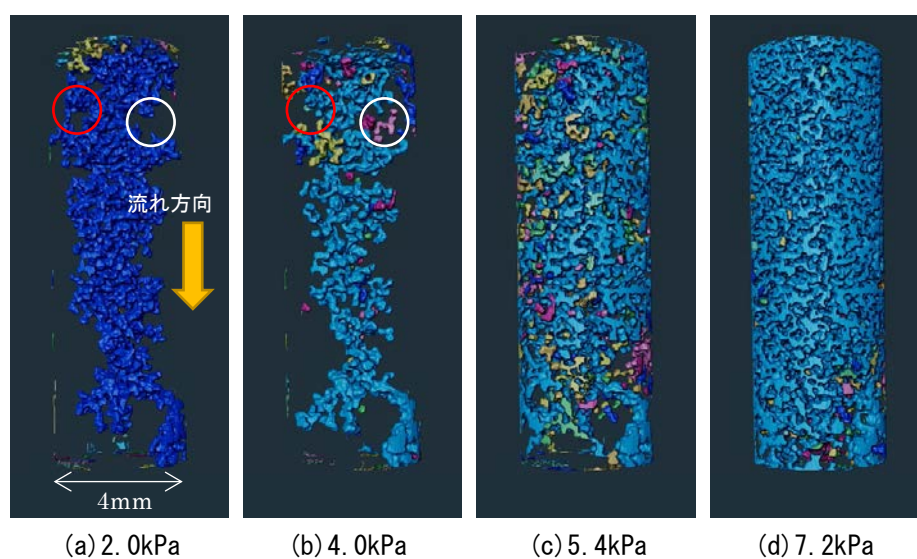 流れ方向
4mm
(a)2.0kPa
(b)4.0kPa
(c)5.4kPa
(d)7.2kPa